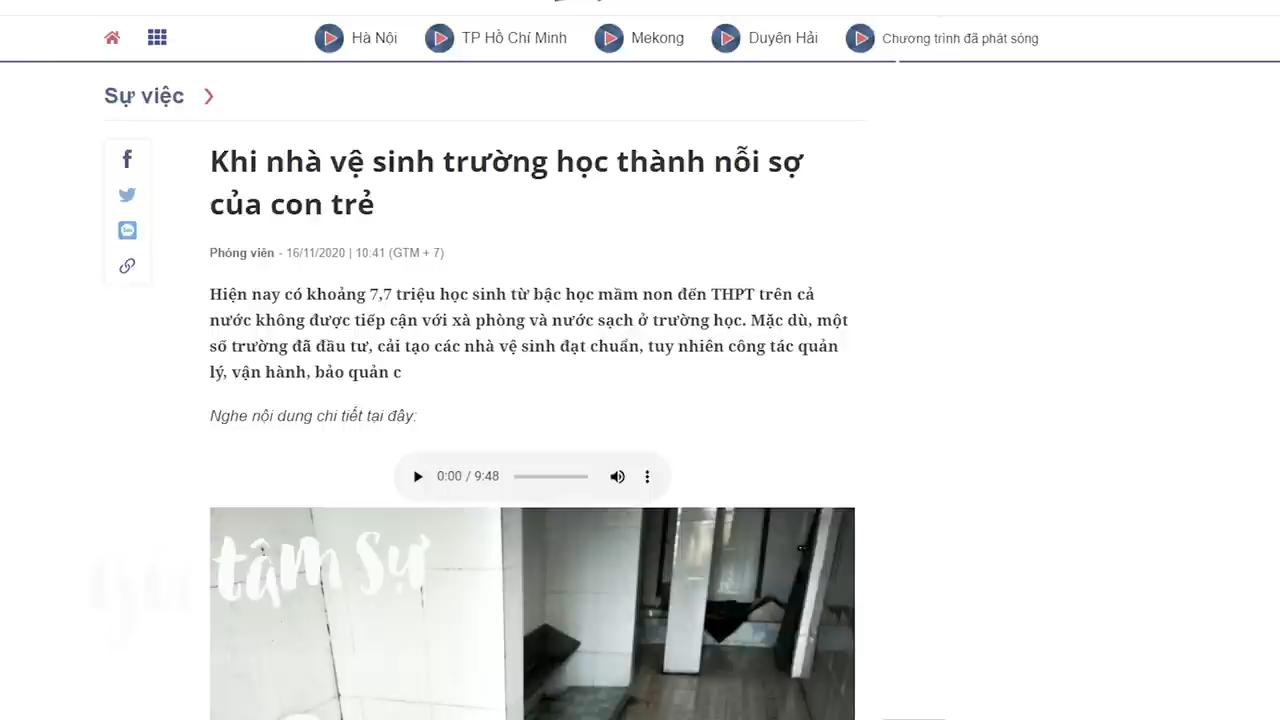 Hà Nội TP Hồ Chí Minh Mekong Duyên Hải Chương trình đã phát sóng
Sự việc
Khi nhà vệ sinh trường học thành nỗi sợ
của con trẻ
Phóng viên - 16/11/2020 | 10:41 (GTM + 7)
Hiện nay có khoảng 7,7 triệu học sinh từ bậc học mầm non đến THPT trên cả
nước không được tiếp cận với xà phòng và nước sạch ở trường học. Mặc dù, một
số trường đã đầu tư, cải tạo các nhà vệ sinh đạt chuẩn, tuy nhiên công tác quản
lý, vận hành, bảo quản c
Nghe nội dung chi tiết tại đây:
0:00 / 9:48
tâm sự